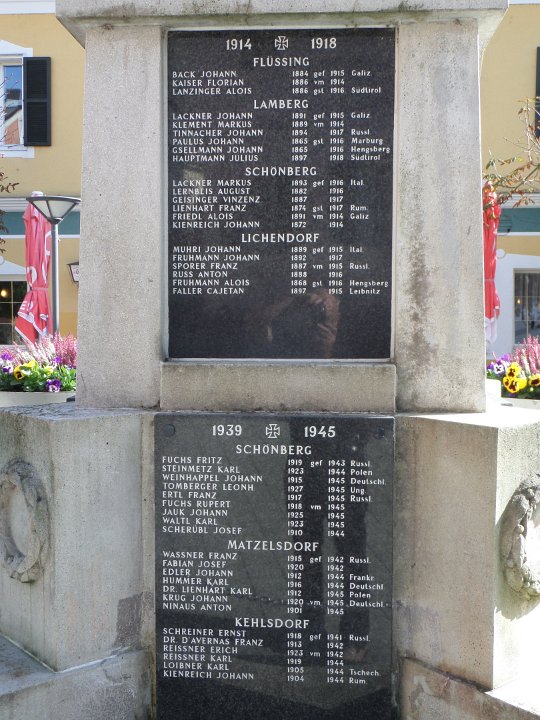 1914 1918
FLÜSSING
BACK JOHANN 1884 gef 1915 Galiz
KAISER FLORIAN 1886 vm 1914
LANZINGER ALOIS 1886 gst 1916 Südtirol
LAMBERG
LACKNER JOHANN 1891 gef 1915 Galiz
KLEMENT MARKUS 1889 vm 1914
TINNACHER JOHANN 1894 1917 Russl
PAULUS JOHANN 1865 gst 1916 Marburg
GSELLMANN JOHANN 1865 1916 Hengsberg
HAUPTMANN JULIUS 1897 1918 Südtirol
SCHÖNBERG
LACKNER MARKUS 1893 gef 1916 Ital.
LERNBEIS AUGUST 1882 1916
GEISINGER VINZENZ 1887 1917
LIENHART FRANZ 1874 gst 1917 Rum.
FRIEDL ALOIS 1891 vm 1914 Galiz
KIENREICH JOHANN 1872 1914
LICHENDORF
MUHRI JOHANN 1889 gef 1915 Ital.
FRUHMANN JOHANN 1892 1917
SPORER FRANZ 1887 vm 1915 Russl.
RUSS ANTON 1888 1916
FRUHMANN ALOIS 1868 gst 1916 Hengsberg
FALLER CAJETAN 1897 1915 Leibnitz
1939 1945
SCHÖNBERG
FUCHS FRITZ 1919 gef 1943 Russl.
STEINMETZ KARL 1923 1944 Polen
WEINHAPPEL JOHANN 1915 1945 Deutschl.
TOMBERGER LEONH 1927 1945 Ung
ERTL FRANZ 1917 1945 Russl.
FUCHS RUPERT 1918 vm 1945
JAUK JOHANN 1925 1945
WALTL KARL 1923 1945
SCHERÜBL JOSEF 1910 1944
MATZELSDORF
WASSNER FRANZ 1915 gef 1942 Russl.
FABIAN JOSEF 1920 1942
EDLER JOHANN 1912 1944 Frankr.
HUMMER KARL 1916 1944 Deutschl
DR. LIENHART KARL 1912 1945 Polen
KRUG JOHANN 1920 vm 1945 Deutschl
NINAUS ANTON 1901 1945
KEHLSDORF
SCHREINER ERNST 1918 gef 1941 Russl.
DR. D'AVERNAS FRANZ 1913 1942
REISSNER ERICH 1913 vm 1942
REISSNER KARL 1919 1944
LOIBNER KARL 1905 1944 Tschech.
KIENREICH JOHANN 1904 1944 Rum.